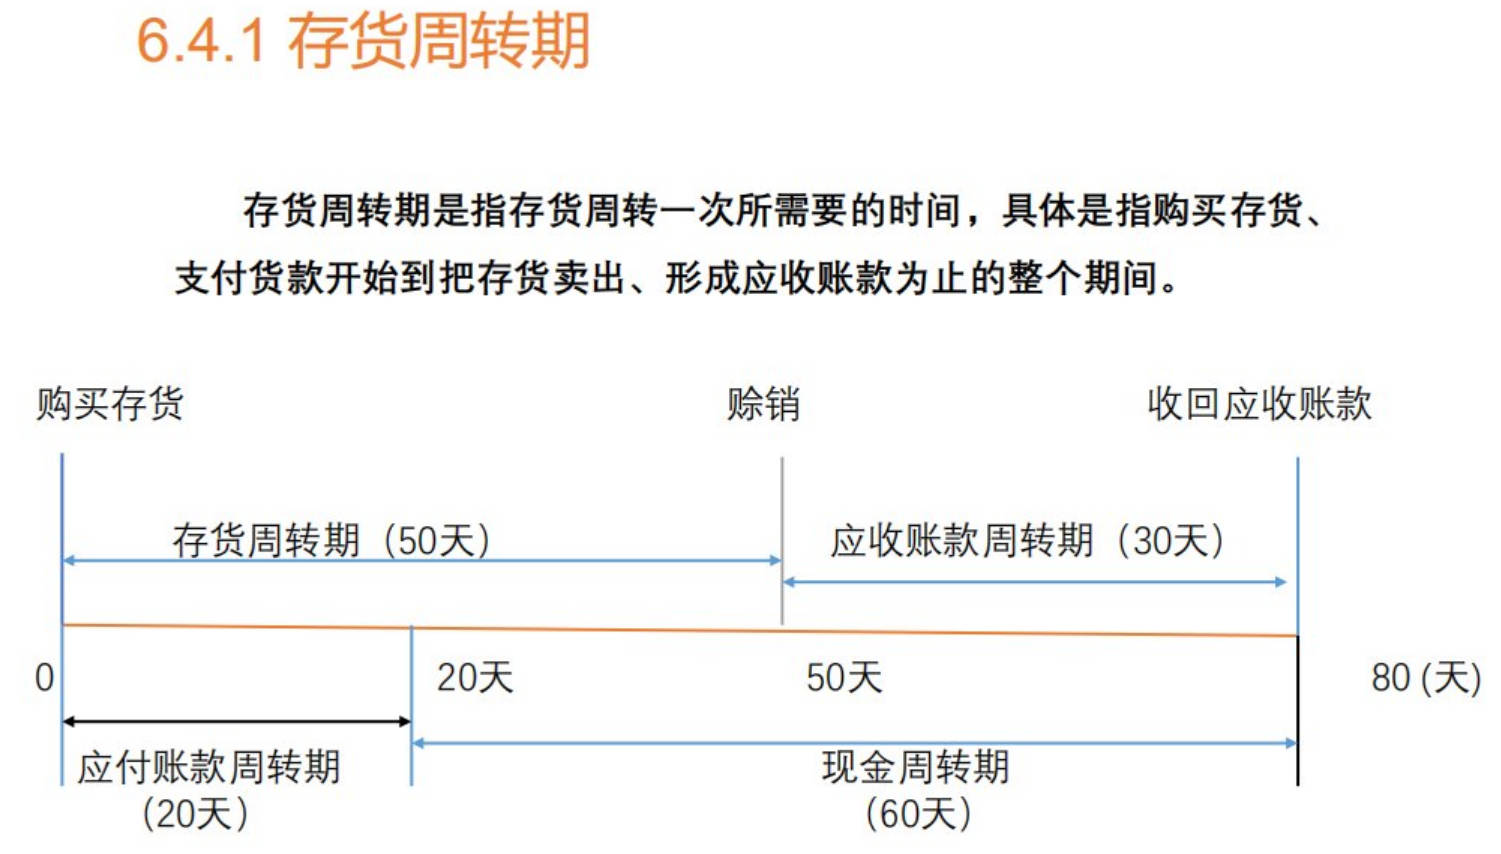 6.4.1 存货周转期
存货周转期是指存货周转一次所需要的时间，具体是指购买存货、
支付货款开始到把存货卖出、形成应收账款为止的整个期间。
购买存货
赊销
收回应收账款
存货周转期（50天）
应收账款周转期（30天）
0
20天
50天
80 (天)
应付账款周转期
（20天）
现金周转期
（60天）